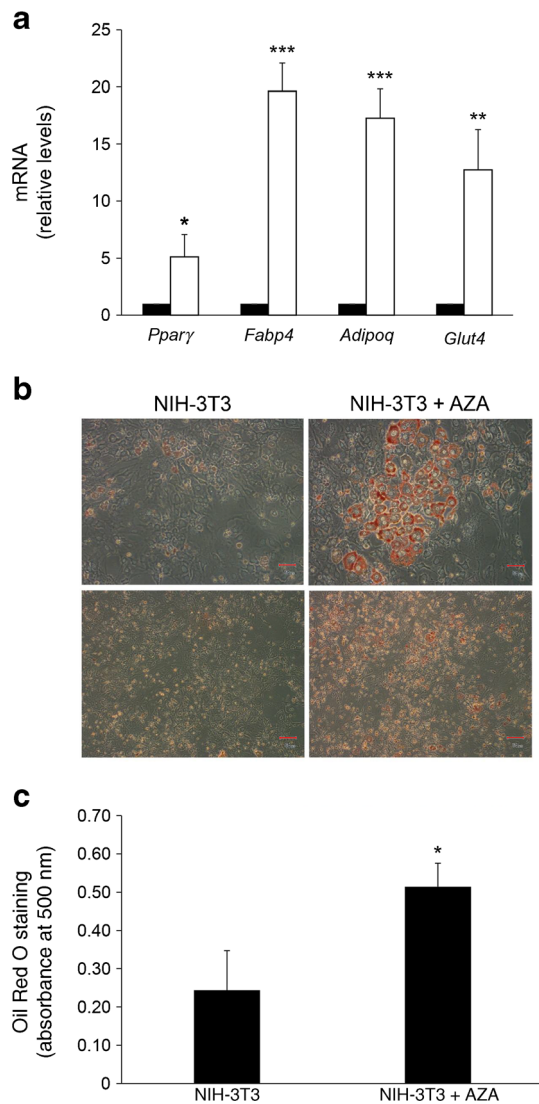 a
mRNA
(relative levels)
25
20
15
10
5
0
*
***
***
**
Pparγ
Fabp4
Adipoq
Glut4
b
NIH-3T3
NIH-3T3 + AZA
c
Oil Red O staining
(absorbance at 500 nm)
0.70
0.60
0.50
0.40
0.30
0.20
0.10
0
*
NIH-3T3
NIH-3T3 + AZA